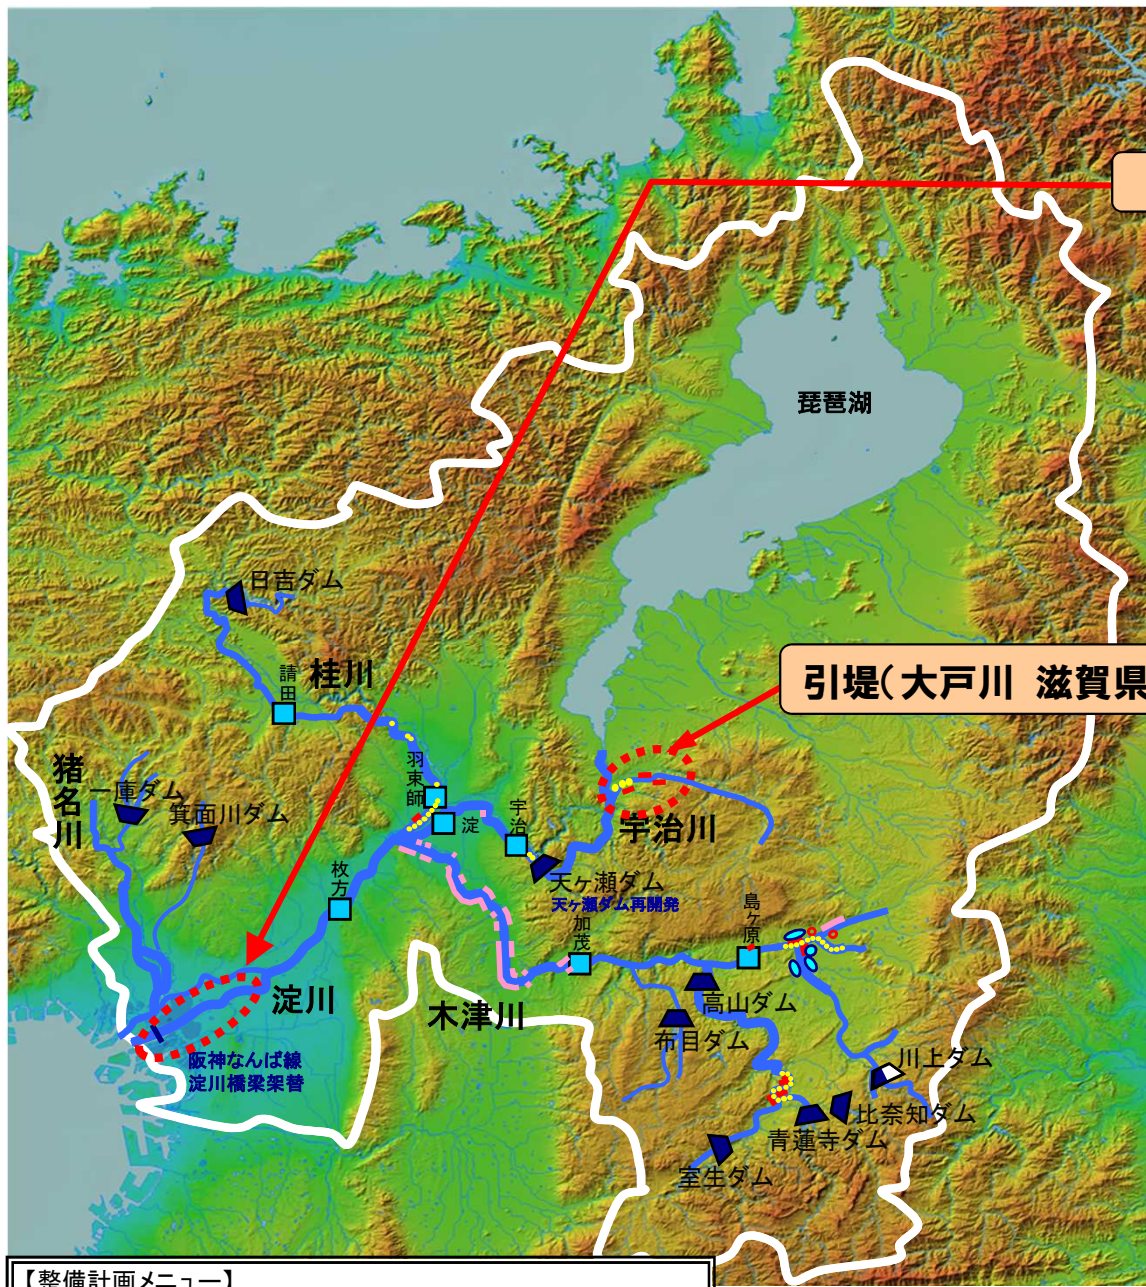 琵琶湖
日吉ダム
請田
桂川
引堤(大戸川 滋賀県
猪名川
一庫ダム
箕面川ダム
羽束師
淀
宇治
宇治川
天ヶ瀬ダム
天ヶ瀬ダム再開発
枚方
加茂
島ヶ原
淀川
木津川
高山ダム
布目ダム
阪神なんば線
淀川橋梁架替
川上ダム
比奈知ダム
青蓮寺ダム
室生ダム
【整備計画メニュー】